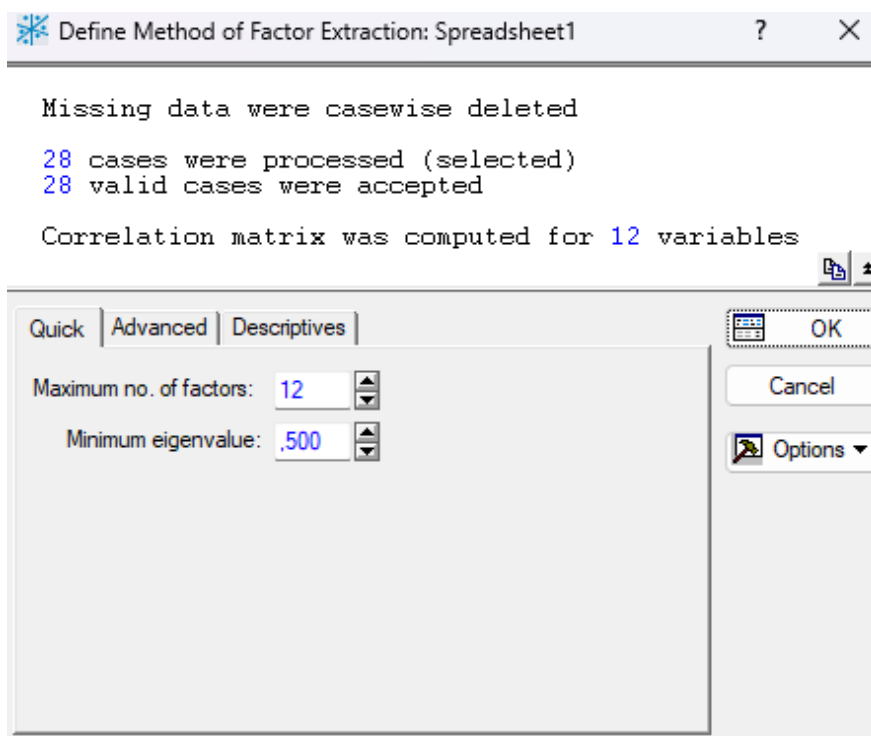 Define Method of Factor Extraction: Spreadsheet1 ?
Missing data were casewise deleted
28 cases were processed (selected)
28 valid cases were accepted
Correlation matrix was computed for 12 variables
Quick Advanced Descriptives
OK
Maximum no. of factors: 12
Cancel
Minimum eigenvalue: ,500
Options